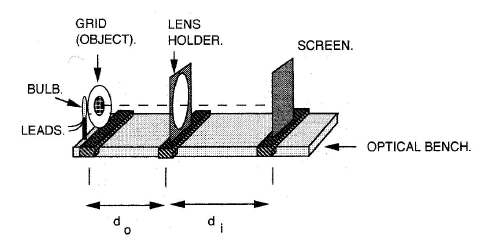 GRID
(OBJECT).
LENS
HOLDER.
SCREEN.
BULB.
LEADS.
OPTICAL BENCH.
d o
d i